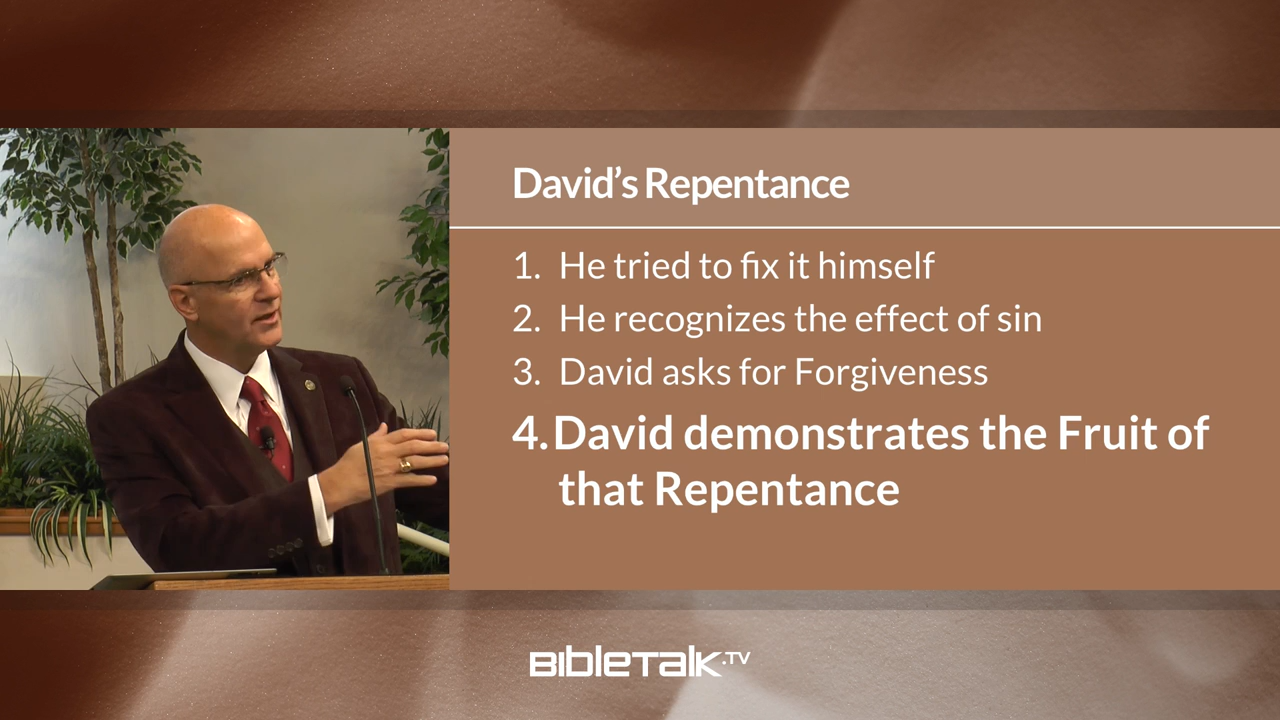 David's Repentance
1. He tried to fix it himself
2. He recognizes the effect of sin
3. David asks for Forgiveness
4. David demonstrates the Fruit of
that Repentance
BIBLETALK.TV